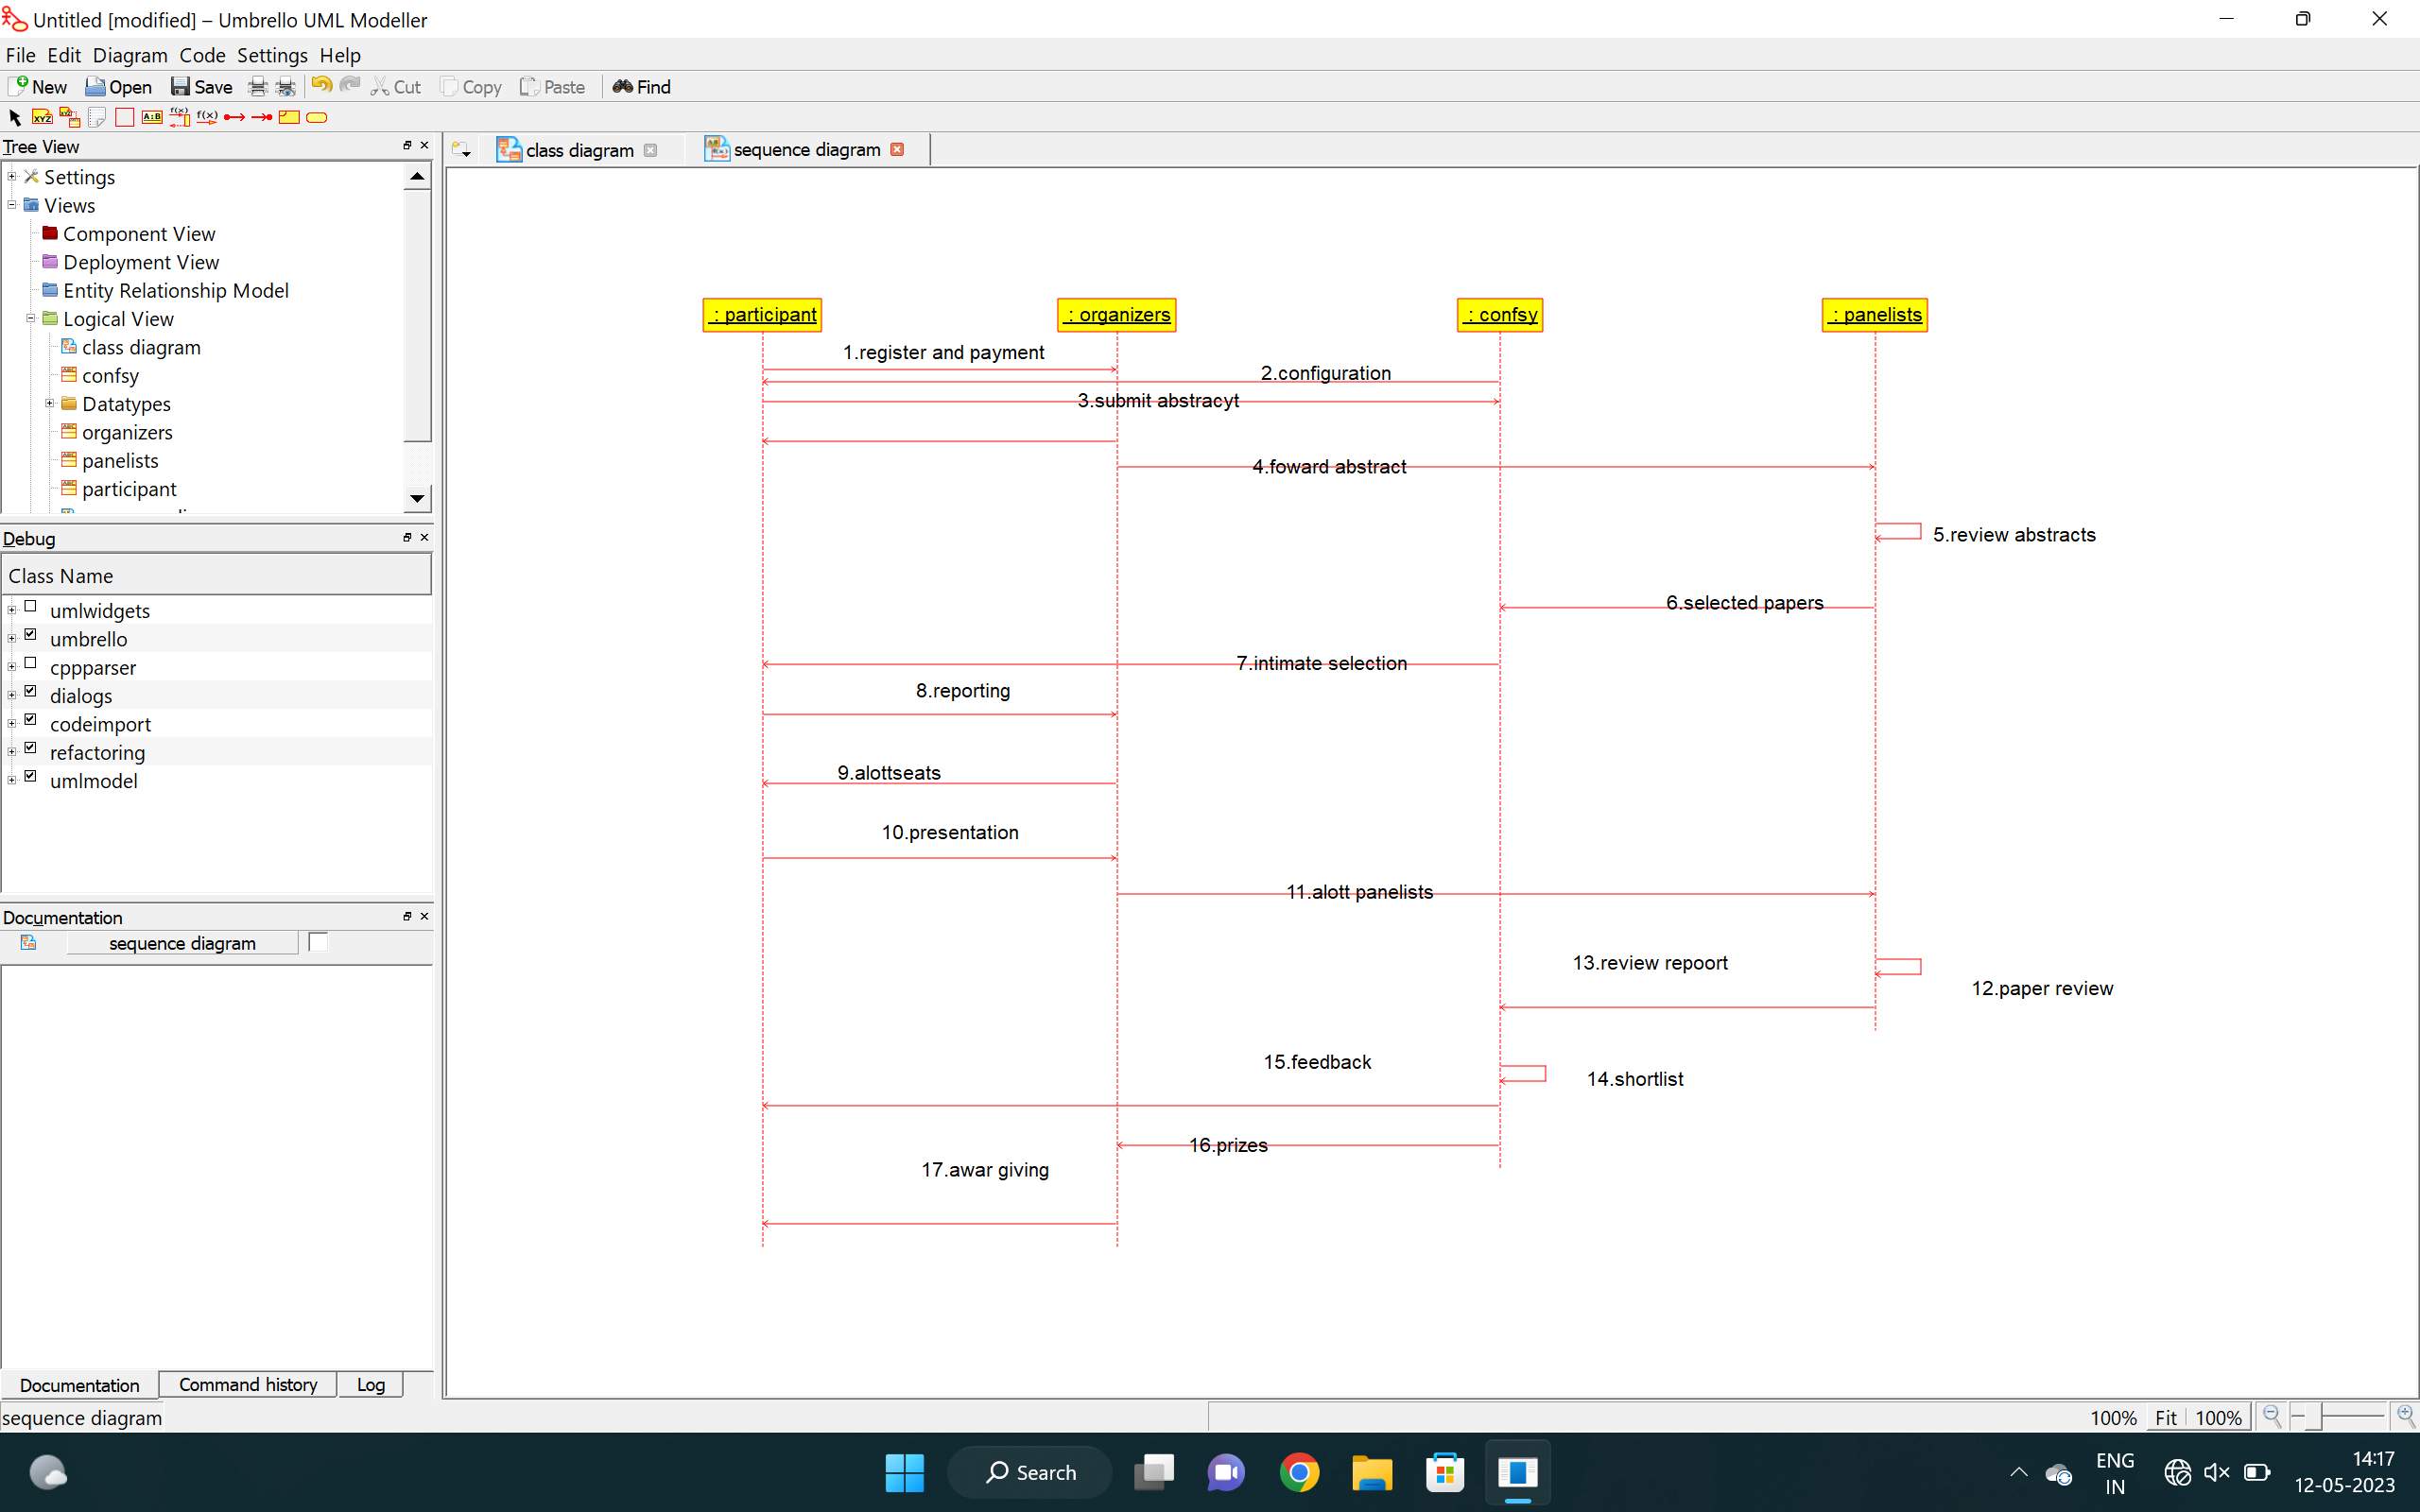 Untitled [modified] – Umbrello UML Modeller
File Edit Diagram Code Settings Help
New Open Save Cut Copy Paste Find
Tree View
class diagram
sequence diagram
Settings
Views
Component View
Deployment View
Entity Relationship Model
Logical View
class diagram
confsy
Datatypes
organizers
panelists
participant
Debug
Class Name
umlwidgets
umbrello
cppparser
dialogs
codeimport
refactoring
umlmodel
Documentation
sequence diagram
Documentation Command history Log
sequence diagram
: participant
: organizers
: confsy
: panelists
1.register and payment
2.configuration
3.submit abstracyt
4.foward abstract
5.review abstracts
6.selected papers
7.intimate selection
8.reporting
9.alottseats
10.presentation
11.alott panelists
13.review repoort
12.paper review
15.feedback
14.shortlist
16.prizes
17.awar giving
100% Fit 100%
Search
ENG
IN
14:17
12-05-2023